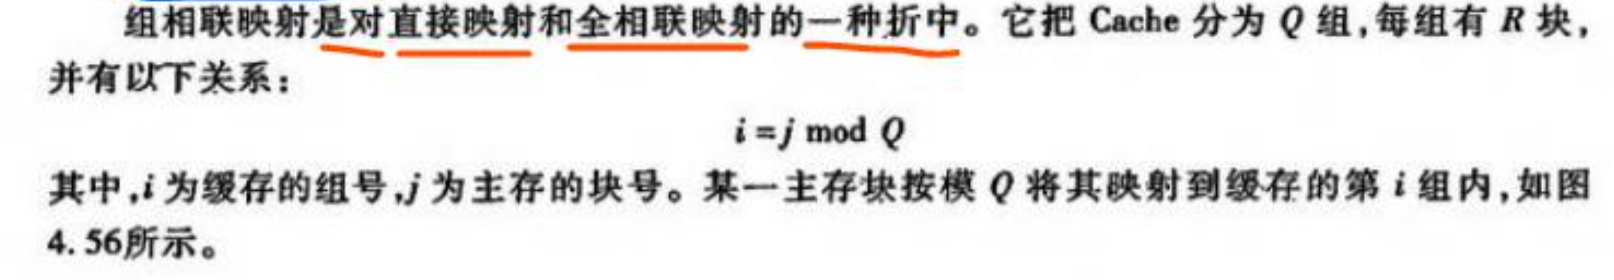 组相联映射是对直接映射和全相联映射的一种折中。它把 Cache 分为 Q 组,每组有 R 块,
并有以下关系:
i = j mod Q
其中,i 为缓存的组号,j 为主存的块号。某一主存块按模 Q 将其映射到缓存的第 i 组内,如图
4.56所示。